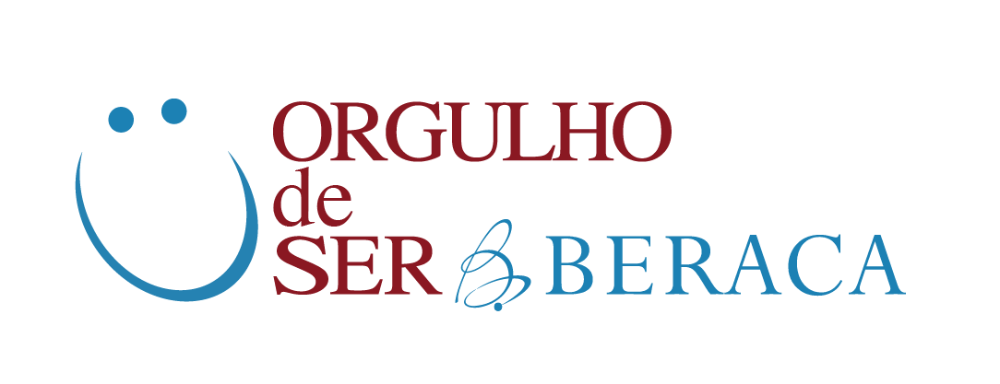 ORGULHO
de
SER B. BERACA